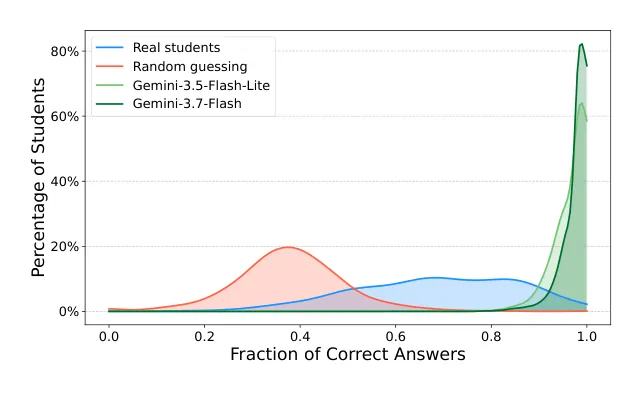 Real students
Random guessing
Gemini-3.5-Flash-Lite
Gemini-3.7-Flash
80%
60%
40%
20%
0%
Percentage of Students
0.0 0.2 0.4 0.6 0.8 1.0
Fraction of Correct Answers